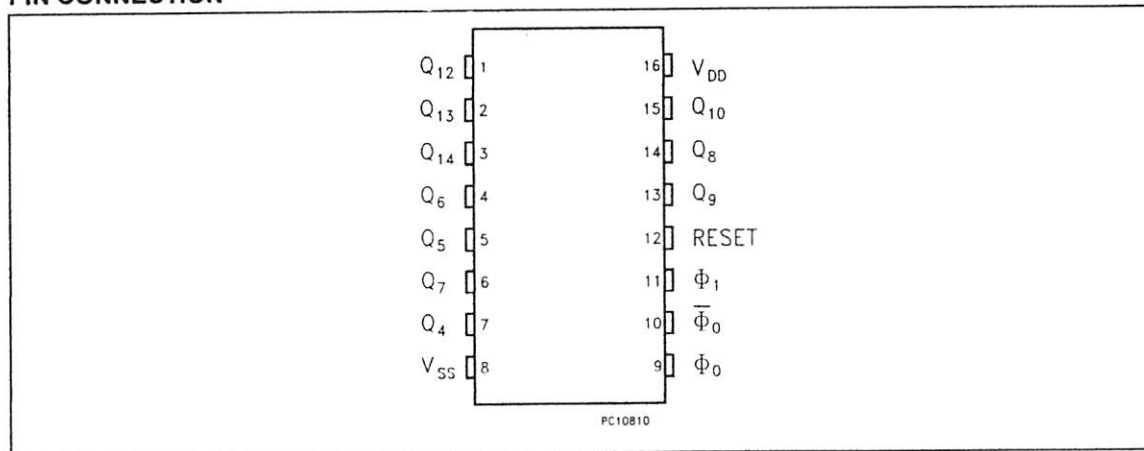 PIN CONNECTION
Q12 1 16 VDD
Q13 2 15 Q10
Q14 3 14 Q8
Q6 4 13 Q9
Q5 5 12 RESET
Q7 6 11 Φ1
Q4 7 10 Φ̅0
VSS 8 9 Φ0
PC10810